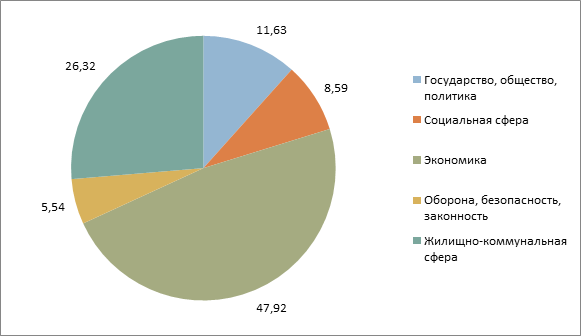 11,63
26,32
8,59
5,54
47,92
Государство, общество,
политика
Социальная сфера
Экономика
Оборона, безопасность,
законность
Жилищно-коммунальная
сфера